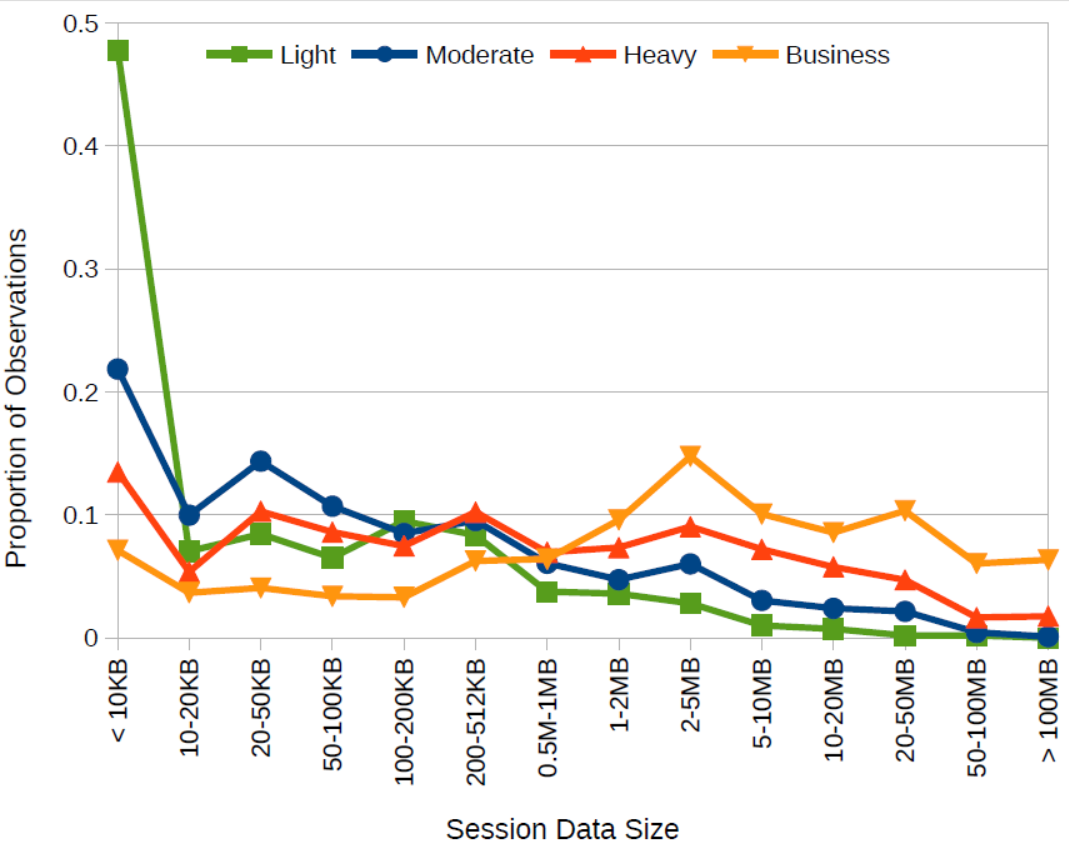 0.5
Light Moderate Heavy Business
0.4
0.3
0.2
0.1
0
Proportion of Observations
< 10KB
10-20KB
20-50KB
50-100KB
100-200KB
200-512KB
0.5M-1MB
1-2MB
2-5MB
5-10MB
10-20MB
20-50MB
50-100MB
> 100MB
Session Data Size